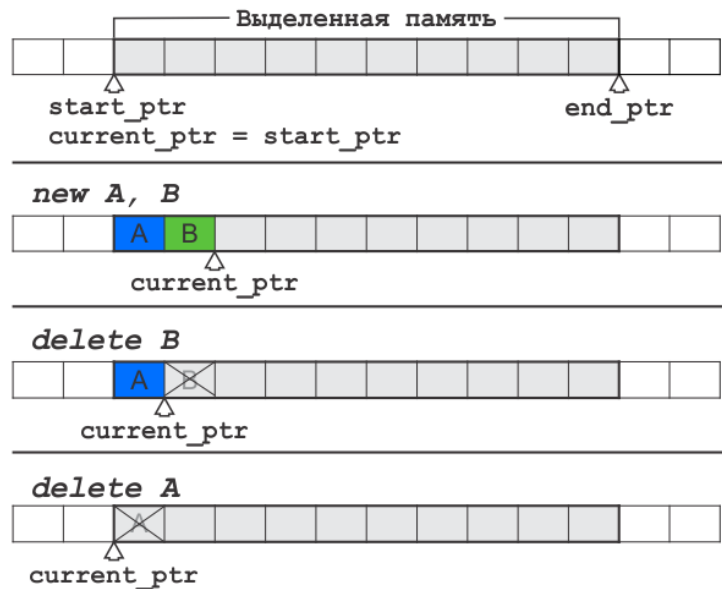 Выделенная память
start_ptr
end_ptr
current_ptr = start_ptr
new A, B
A B
current_ptr
delete B
A B
current_ptr
delete A
A
current_ptr